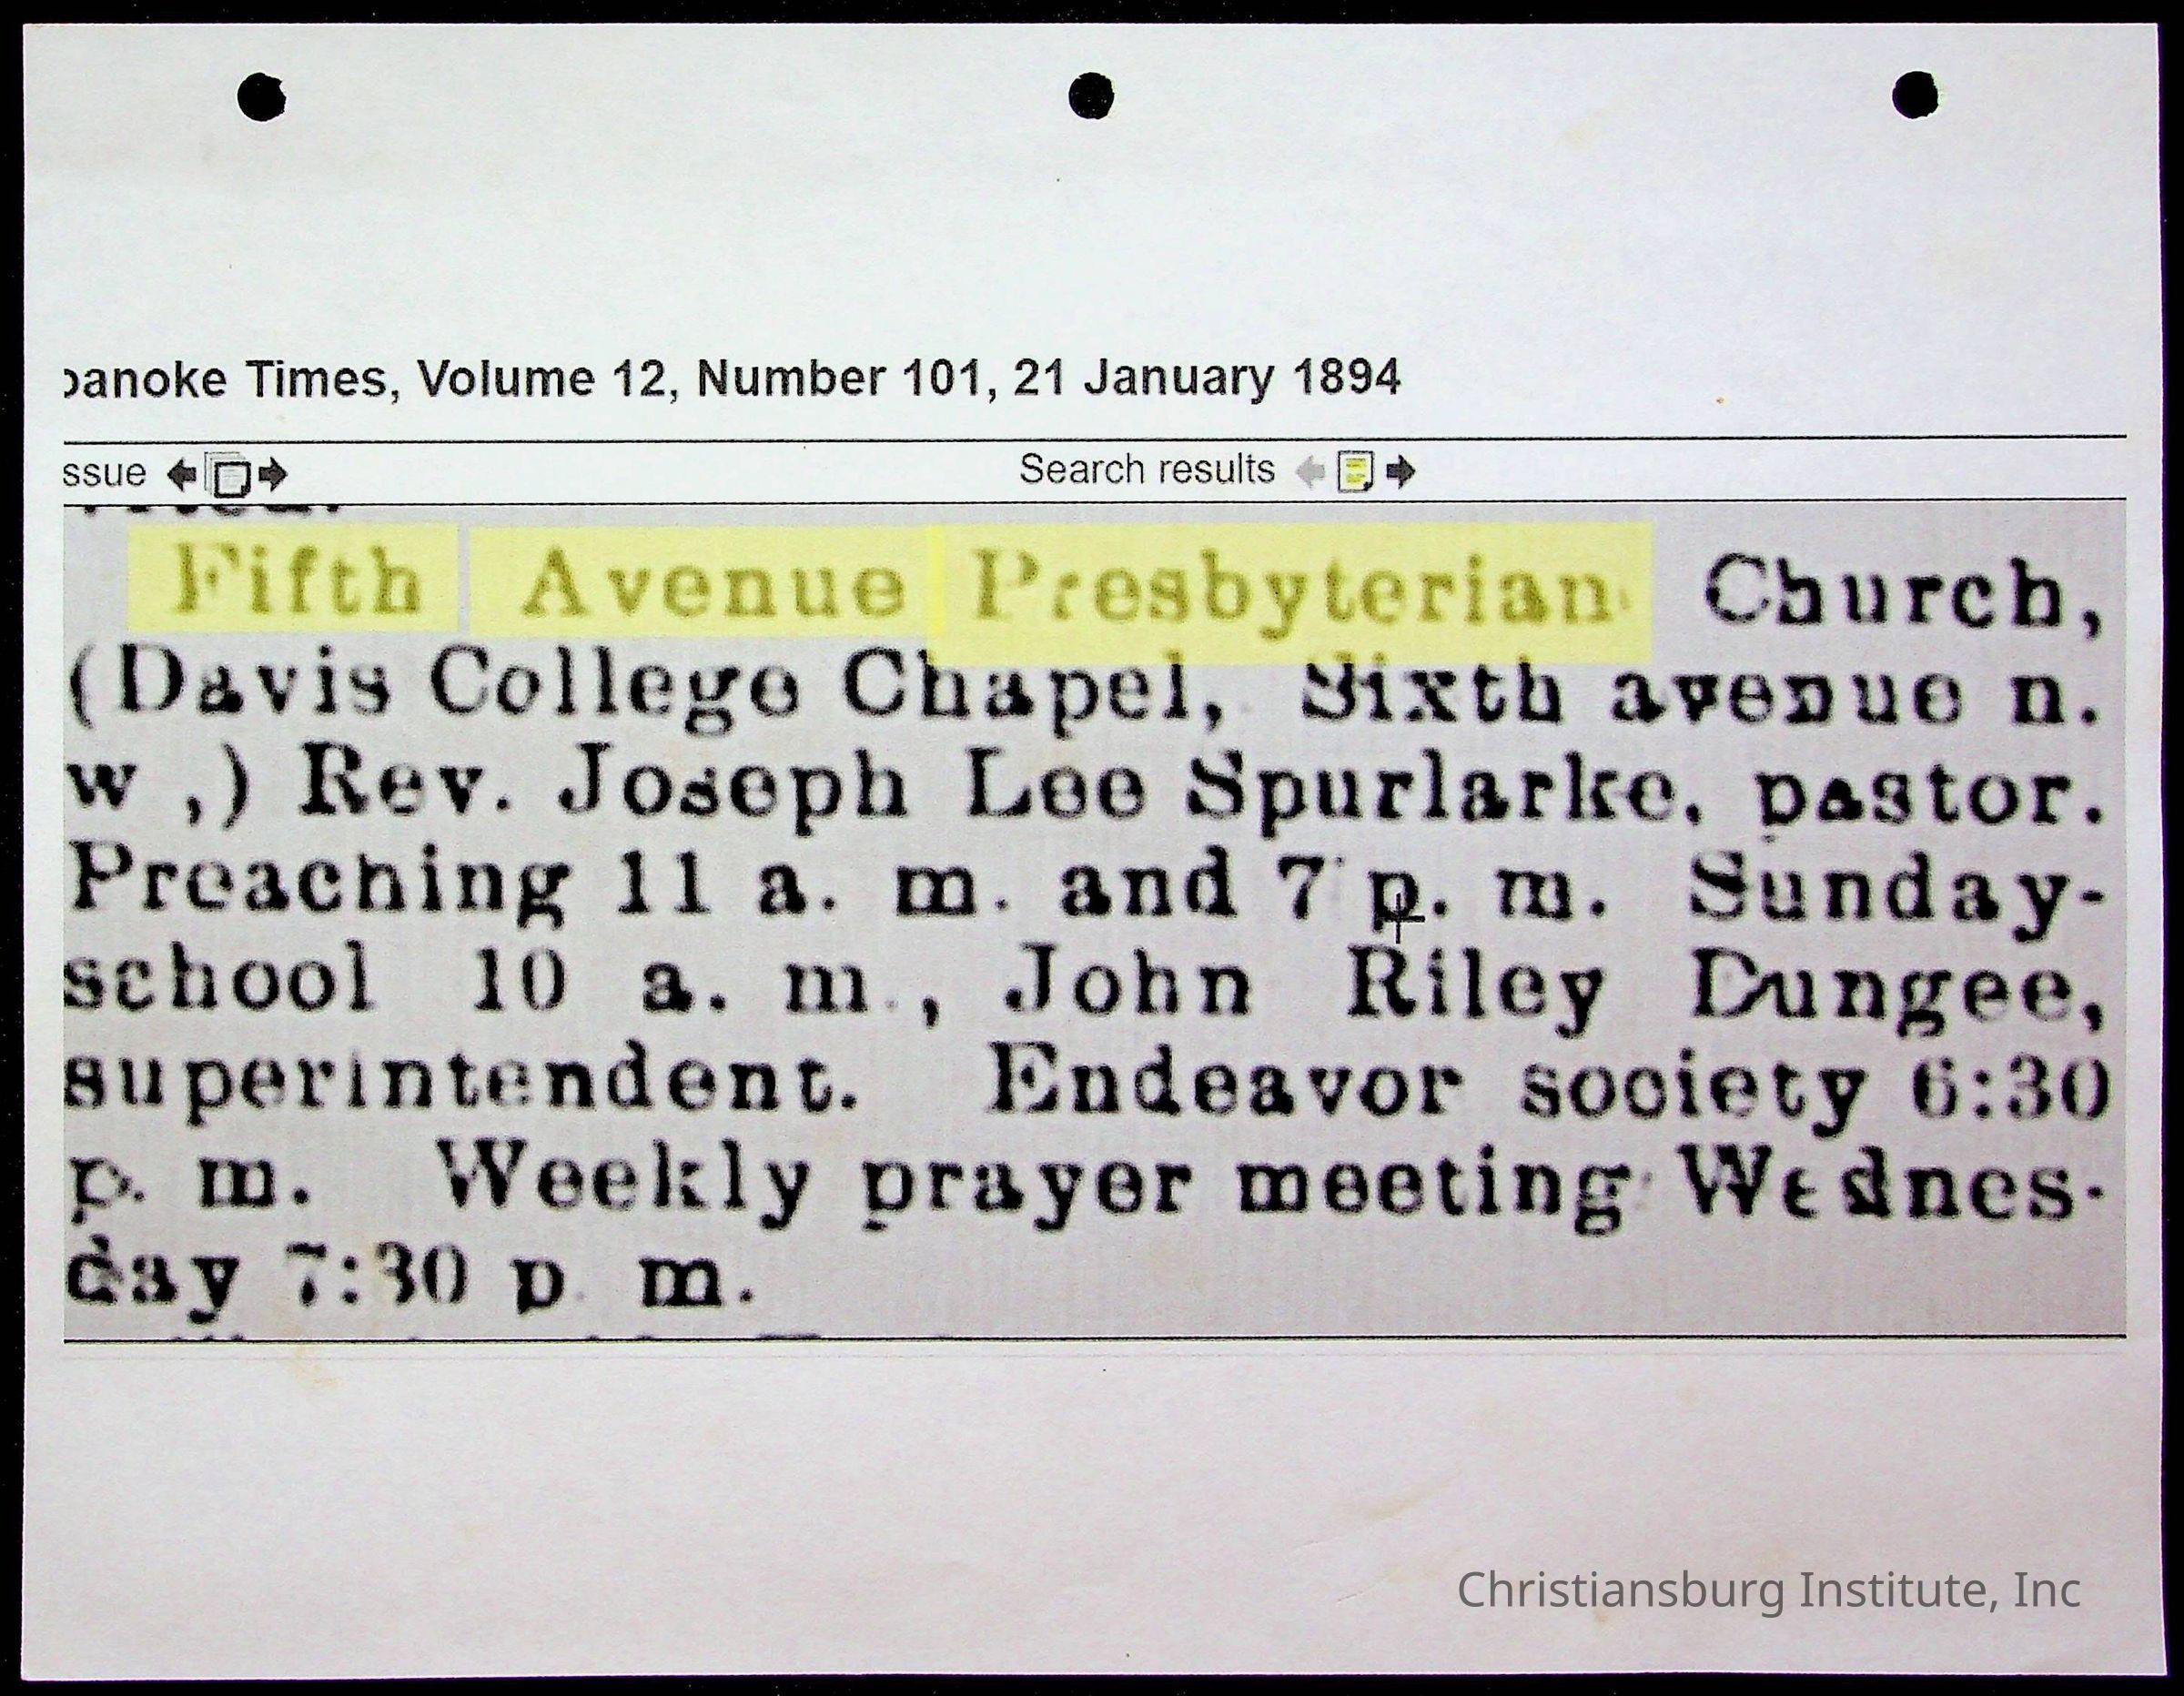 oanoke Times, Volume 12, Number 101, 21 January 1894
ssue
Search results
Fifth Avenue Presbyterian Church,
(Davis College Chapel, Sixth avenue n.
w ,) Rev. Joseph Lee Spurlarke, pastor.
Preaching 11 a. m. and 7 p. m. Sunday-
school 10 a. m., John Riley Dungee,
superintendent. Endeavor society 6:30
p. m. Weekly prayer meeting Wednes-
day 7:30 p m.
Christiansburg Institute, Inc